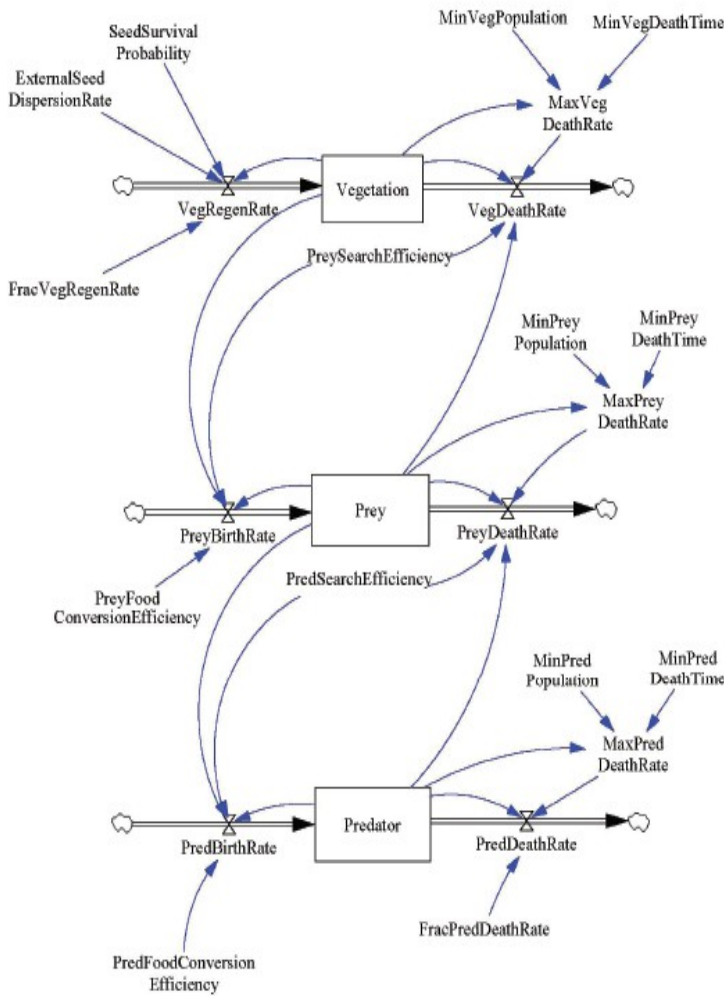 MinVegPopulation
MinVegDeathTime
SeedSurvival
Probability
ExternalSeed
DispersionRate
MaxVeg
DeathRate
Vegetation
VegRegenRate
VegDeathRate
PreySearchEfficiency
FracVegRegenRate
MinPrey
Population
MinPrey
DeathTime
MaxPrey
DeathRate
Prey
PreyBirthRate
PreyDeathRate
PredSearchEfficiency
PreyFood
ConversionEfficiency
MinPred
Population
MinPred
DeathTime
MaxPred
DeathRate
Predator
PredBirthRate
PredDeathRate
FracPredDeathRate
PredFoodConversion
Efficiency